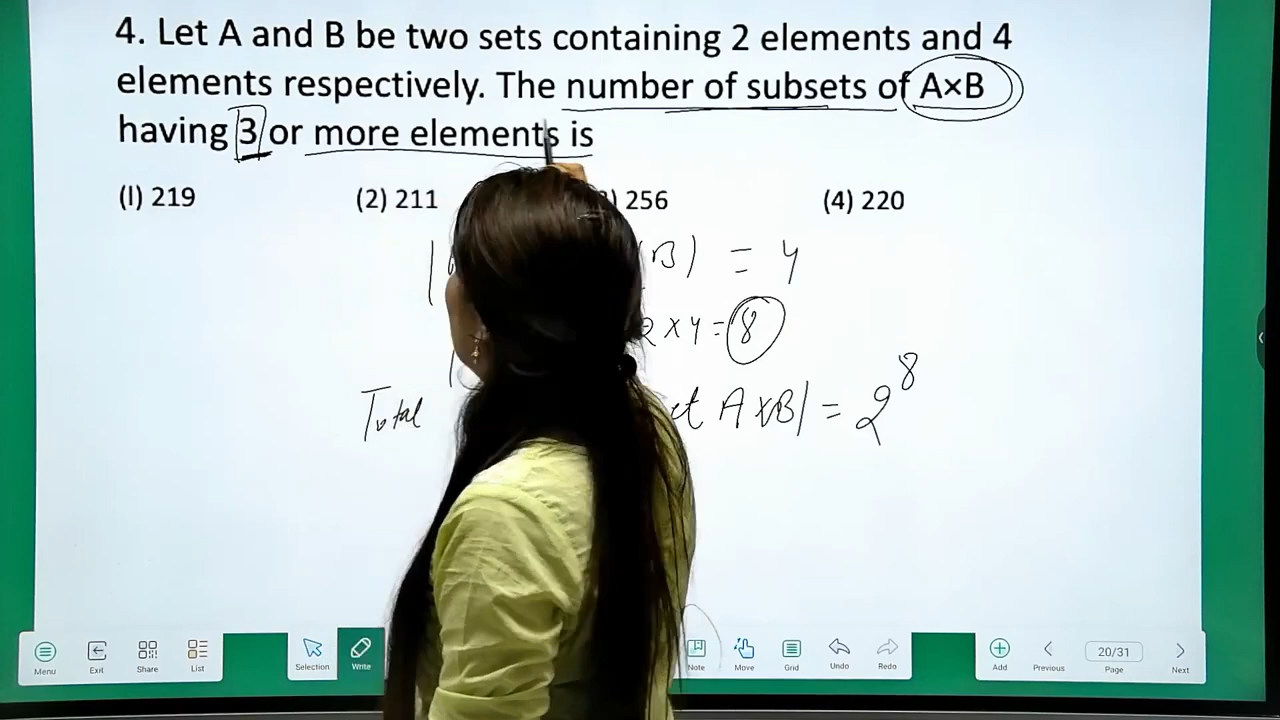 4. Let A and B be two sets containing 2 elements and 4
elements respectively. The number of subsets of A×B
having 3 or more elements is
(I) 219 (2) 211 256 (4) 220
B) = 4
2 x 4 = 8
Total A x B| = 2^8
Menu Exit Share List Selection Write Note Move Grid Undo Redo Add Previous 20/31 Page Next